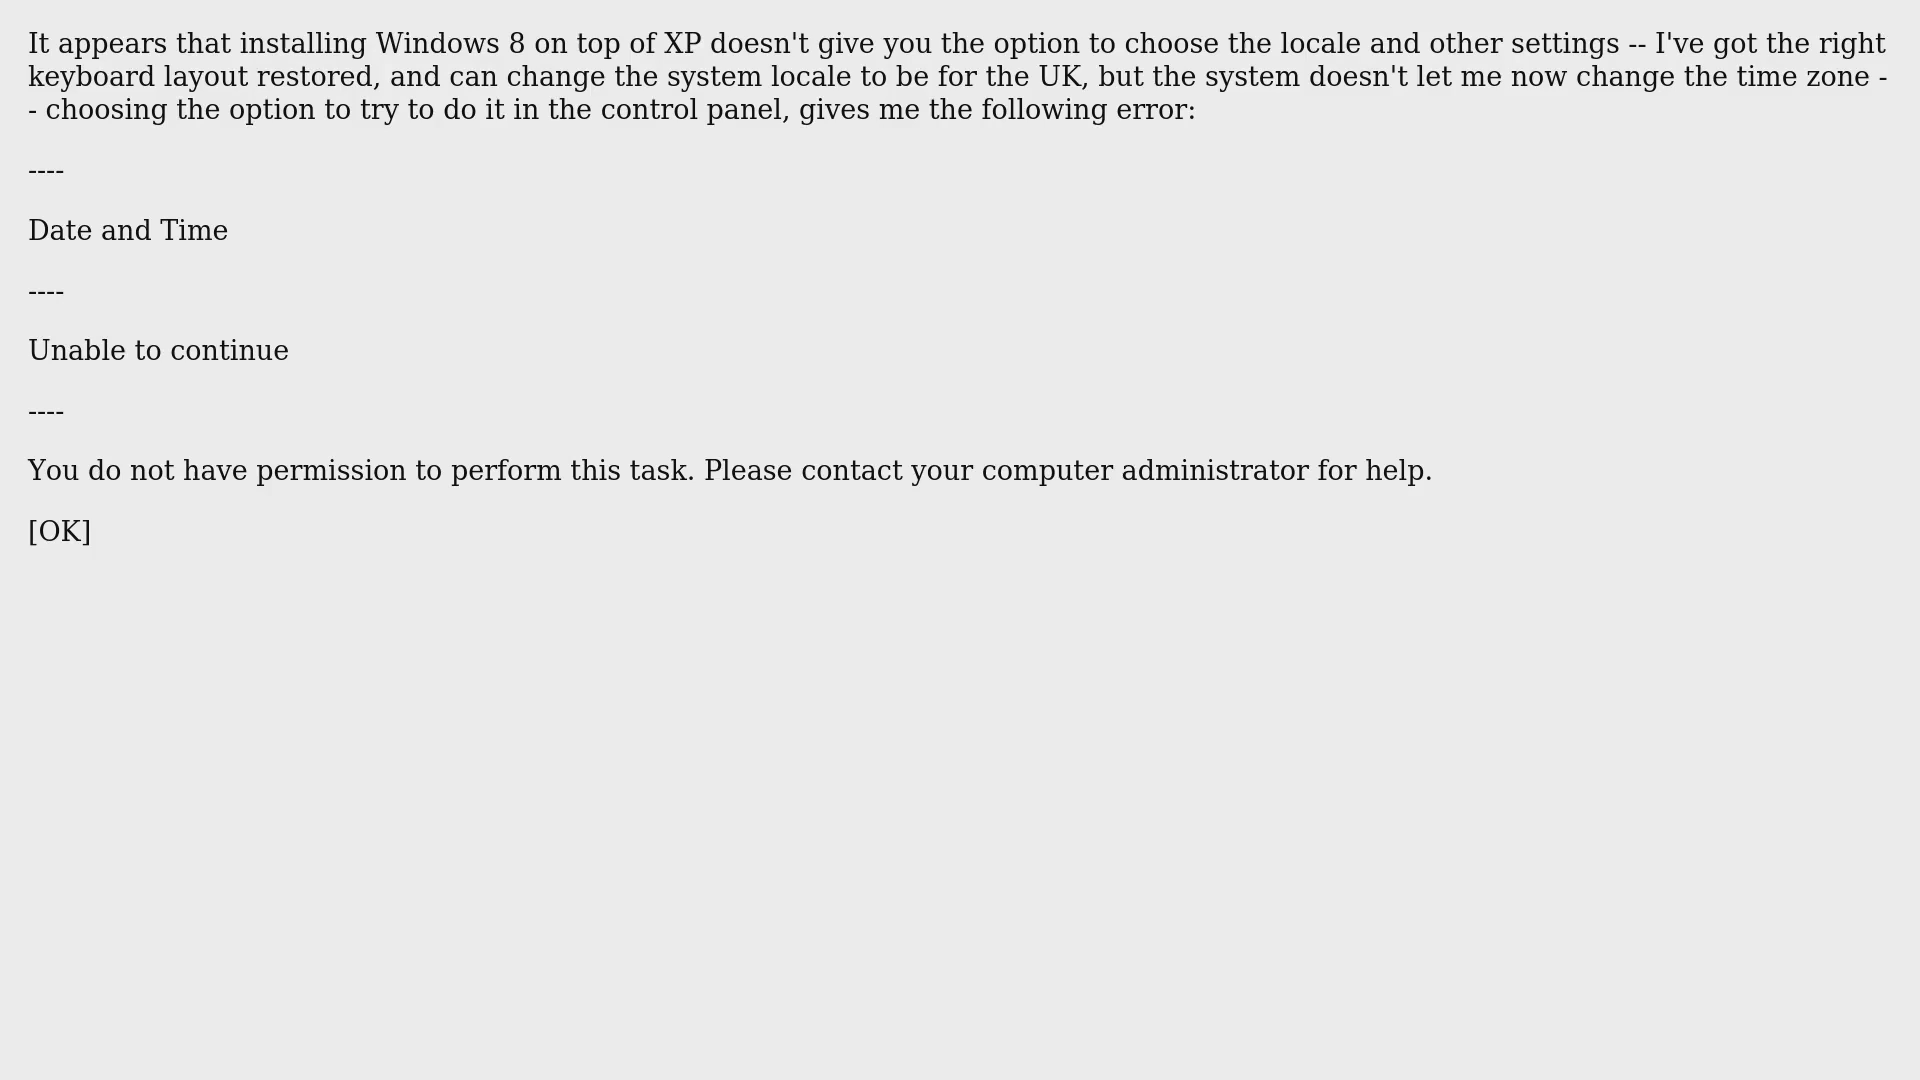 It appears that installing Windows 8 on top of XP doesn't give you the option to choose the locale and other settings -- I've got the right
keyboard layout restored, and can change the system locale to be for the UK, but the system doesn't let me now change the time zone -
- choosing the option to try to do it in the control panel, gives me the following error:
----
Date and Time
----
Unable to continue
----
You do not have permission to perform this task. Please contact your computer administrator for help.
[OK]